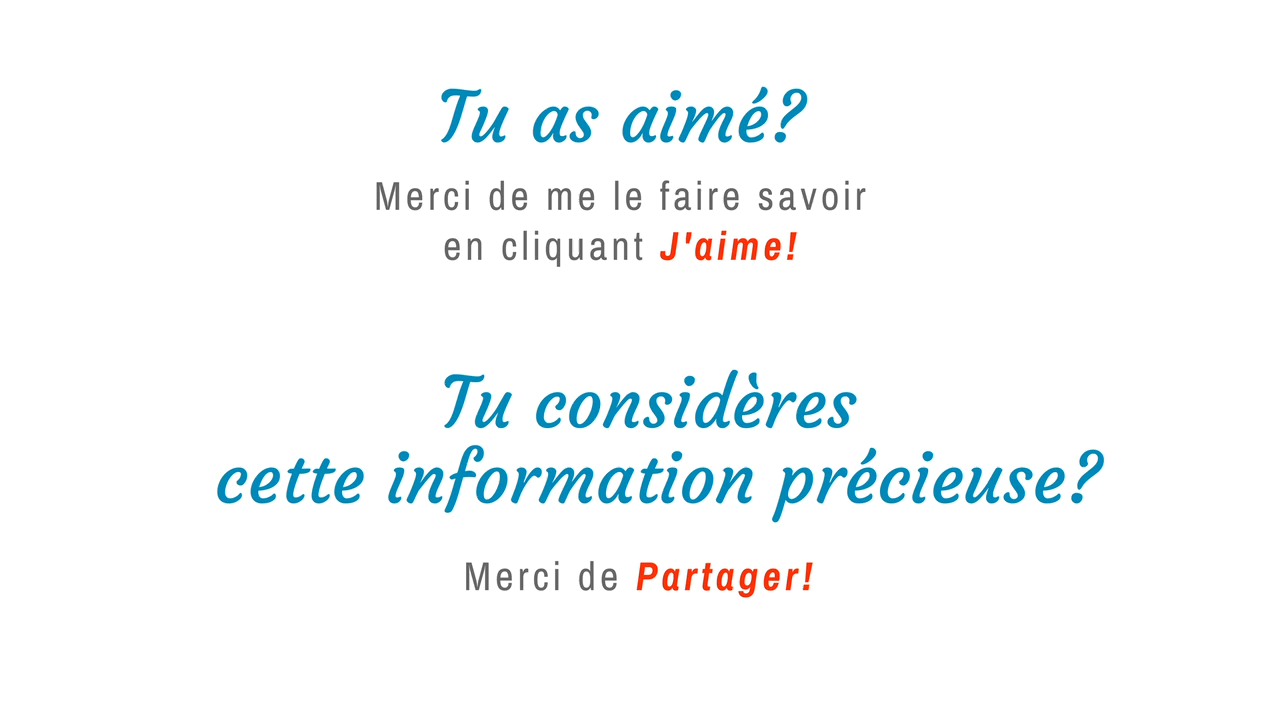 Tu as aimé?
Merci de me le faire savoir
en cliquant J'aime!
Tu considères
cette information précieuse?
Merci de Partager!